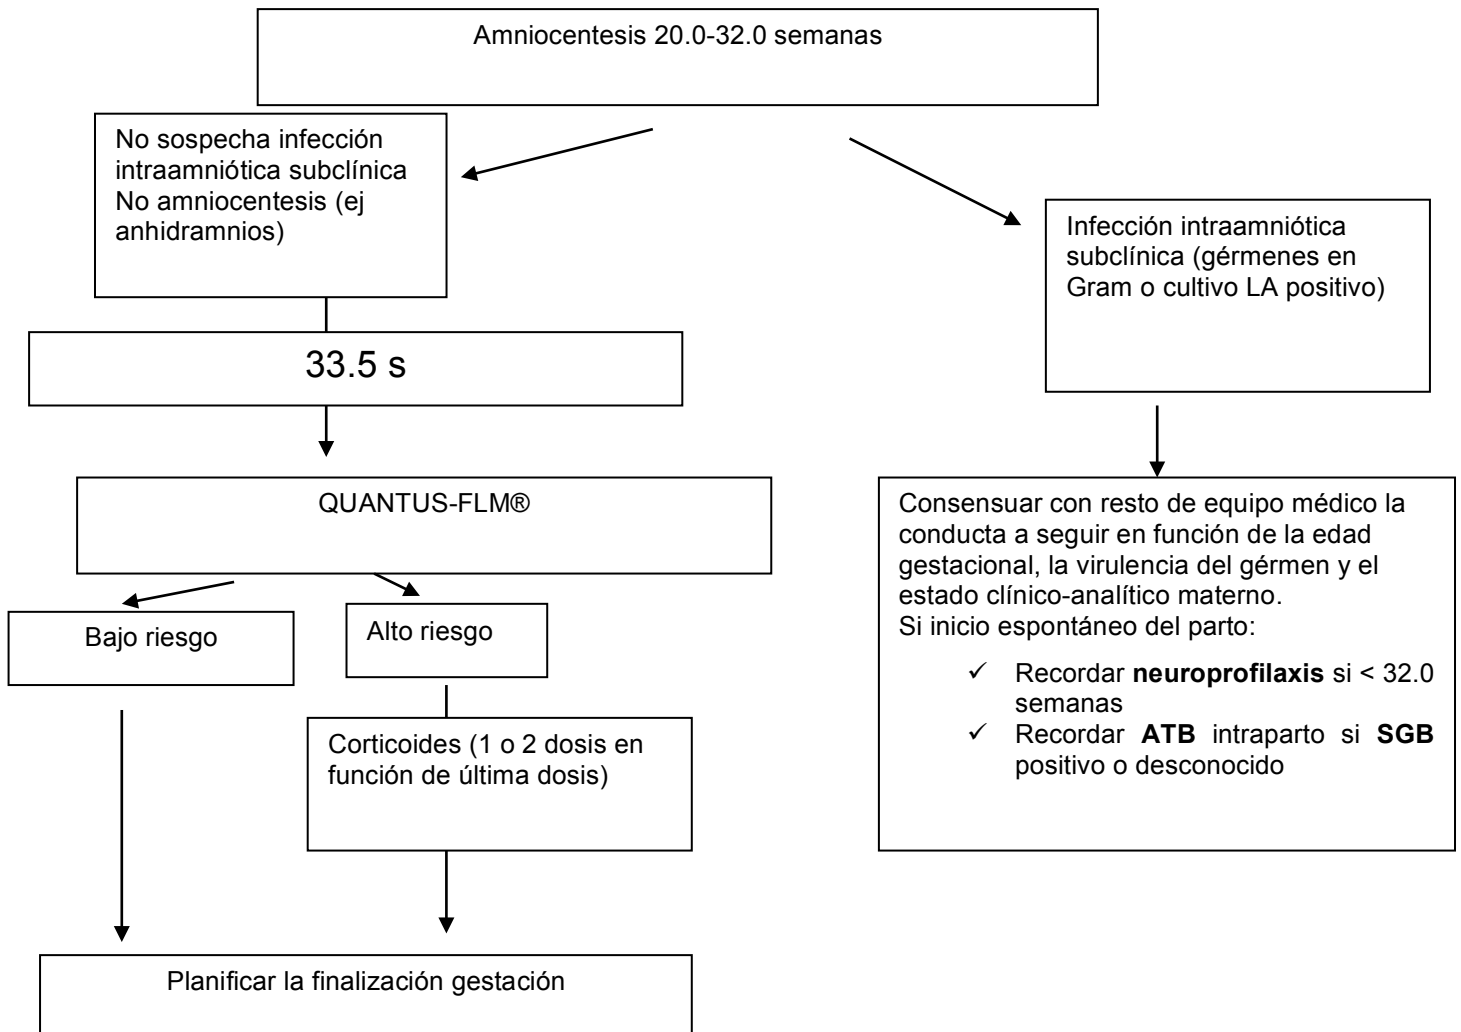 Amniocentesis 20.0-32.0 semanas
No sospecha infección
intraamniótica subclínica
No amniocentesis (ej
anhidramnios)
Infección intraamniótica
subclínica (gérmenes en
Gram o cultivo LA positivo)
33.5 s
QUANTUS-FLM®
Bajo riesgo
Alto riesgo
Corticoides (1 o 2 dosis en
función de última dosis)
Planificar la finalización gestación
Consensuar con resto de equipo médico la
conducta a seguir en función de la edad
gestacional, la virulencia del gérmen y el
estado clínico-analítico materno.
Si inicio espontáneo del parto:
✓ Recordar neuroprofilaxis si < 32.0
semanas
✓ Recordar ATB intraparto si SGB
positivo o desconocido